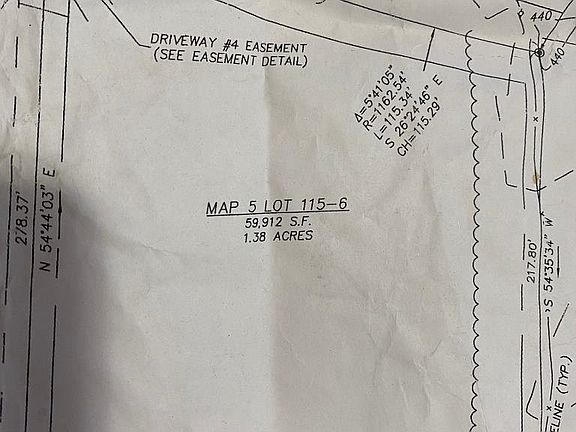 440
DRIVEWAY #4 EASEMENT
(SEE EASEMENT DETAIL)
440
Δ=5°41'05"
R=1162.54'
L=115.34'
S 26°24'46" E
CH=115.29'
278.37'
N 54°44'03" E
MAP 5 LOT 115-6
59,912 S.F.
1.38 ACRES
217.80'
S 54°35'34" W
ELINE (TYP.)